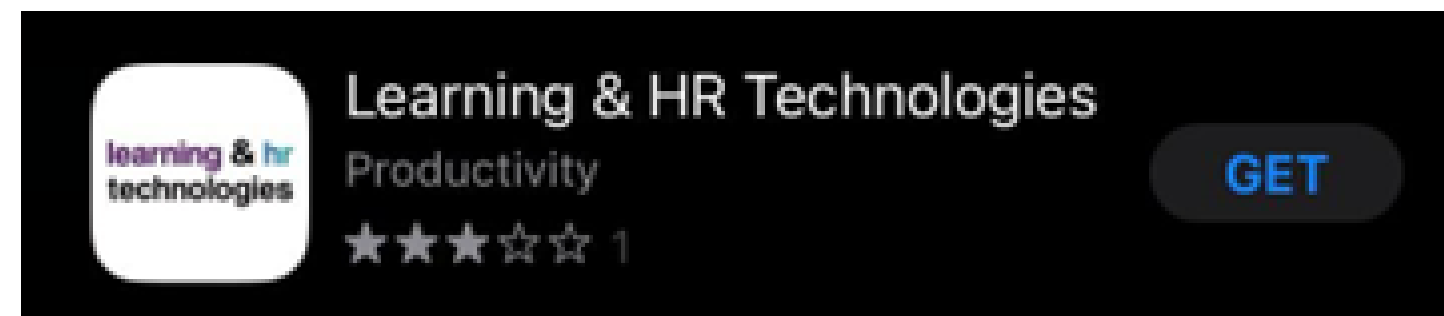 learning & hr
technologies
Learning & HR Technologies
Productivity
1
GET